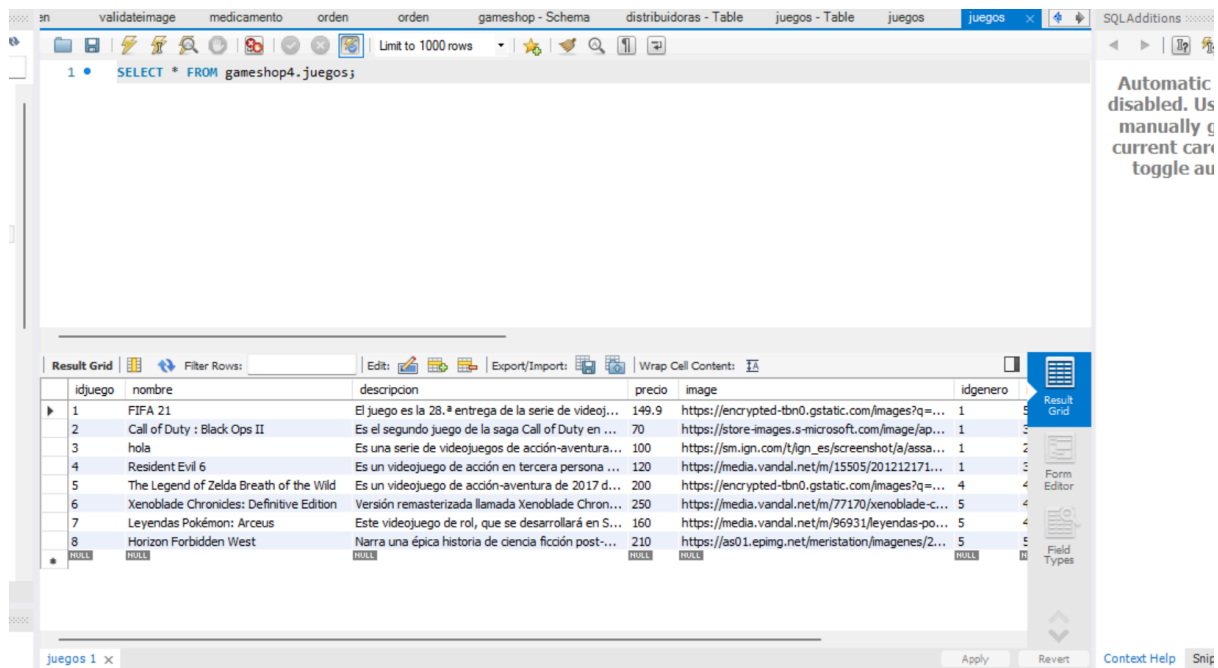 en validateimage medicamento orden orden gameshop - Schema distribuidoras - Table juegos - Table juegos juegos
SQLAdditions
Limit to 1000 rows
1 SELECT * FROM gameshop4.juegos;
Automatic
disabled. Us
manually g
current care
toggle au
Result Grid Filter Rows: Edit: Export/Import: Wrap Cell Content:
idjuego nombre descripcion precio image idgenero
1 FIFA 21 El juego es la 28.ª entrega de la serie de videoj... 149.9 https://encrypted-tbn0.gstatic.com/images?q=... 1
2 Call of Duty : Black Ops II Es el segundo juego de la saga Call of Duty en ... 70 https://store-images.s-microsoft.com/image/ap... 1
3 hola Es una serie de videojuegos de acción-aventura... 100 https://sm.ign.com/t/ign_es/screenshot/a/assa... 1
4 Resident Evil 6 Es un videojuego de acción en tercera persona ... 120 https://media.vandal.net/m/15505/201212171... 1
5 The Legend of Zelda Breath of the Wild Es un videojuego de acción-aventura de 2017 d... 200 https://encrypted-tbn0.gstatic.com/images?q=... 4
6 Xenoblade Chronicles: Definitive Edition Versión remasterizada llamada Xenoblade Chron... 250 https://media.vandal.net/m/77170/xenoblade-c... 5
7 Leyendas Pokémon: Arceus Este videojuego de rol, que se desarrollará en S... 160 https://media.vandal.net/m/96931/leyendas-po... 5
8 Horizon Forbidden West Narra una épica historia de ciencia ficción post-... 210 https://as01.epimg.net/meristation/imagenes/2... 5
NULL NULL NULL NULL NULL NULL
Result
Grid
Form
Editor
Field
Types
juegos 1 Apply Revert Context Help Snip